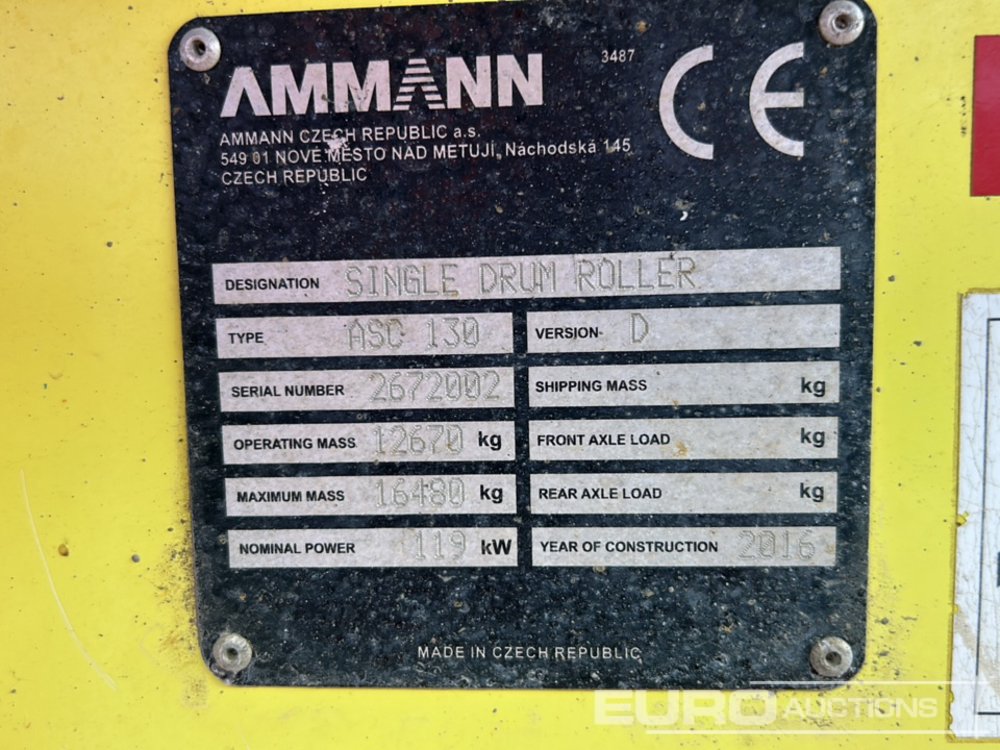 AMMANN
3487
CE
AMMANN CZECH REPUBLIC a.s.
549 01 NOVÉ MĚSTO NAD METUJÍ, Náchodská 145
CZECH REPUBLIC
DESIGNATION SINGLE DRUM ROLLER
TYPE ASC 130 VERSION D
SERIAL NUMBER 2672002 SHIPPING MASS kg
OPERATING MASS 12670 kg FRONT AXLE LOAD kg
MAXIMUM MASS 16480 kg REAR AXLE LOAD kg
NOMINAL POWER 119 kW YEAR OF CONSTRUCTION 2016
MADE IN CZECH REPUBLIC
EURO AUCTIONS